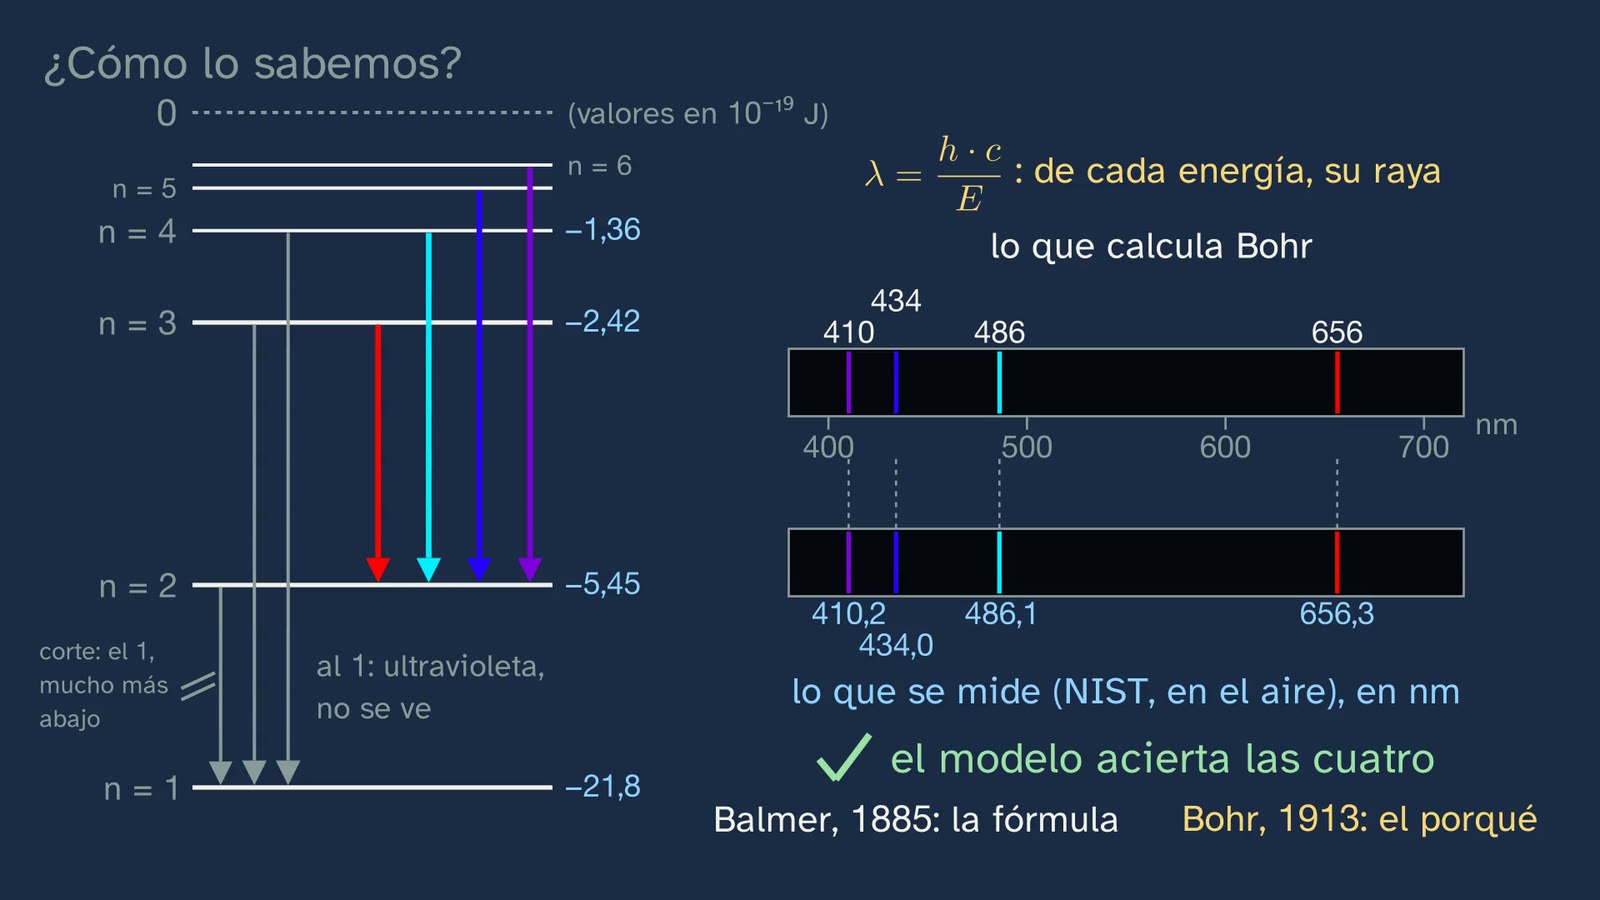 ¿Cómo lo sabemos?
0
(valores en 10⁻¹⁹ J)
n = 6
n = 5
n = 4
−1,36
n = 3
−2,42
n = 2
−5,45
corte: el 1,
mucho más
abajo
al 1: ultravioleta,
no se ve
n = 1
−21,8
λ = h · c / E : de cada energía, su raya
lo que calcula Bohr
434
410 486 656
400 500 600 700 nm
410,2 486,1 656,3
434,0
lo que se mide (NIST, en el aire), en nm
✓ el modelo acierta las cuatro
Balmer, 1885: la fórmula
Bohr, 1913: el porqué